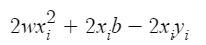 2wx_i^2 + 2x_ib − 2x_iy_i